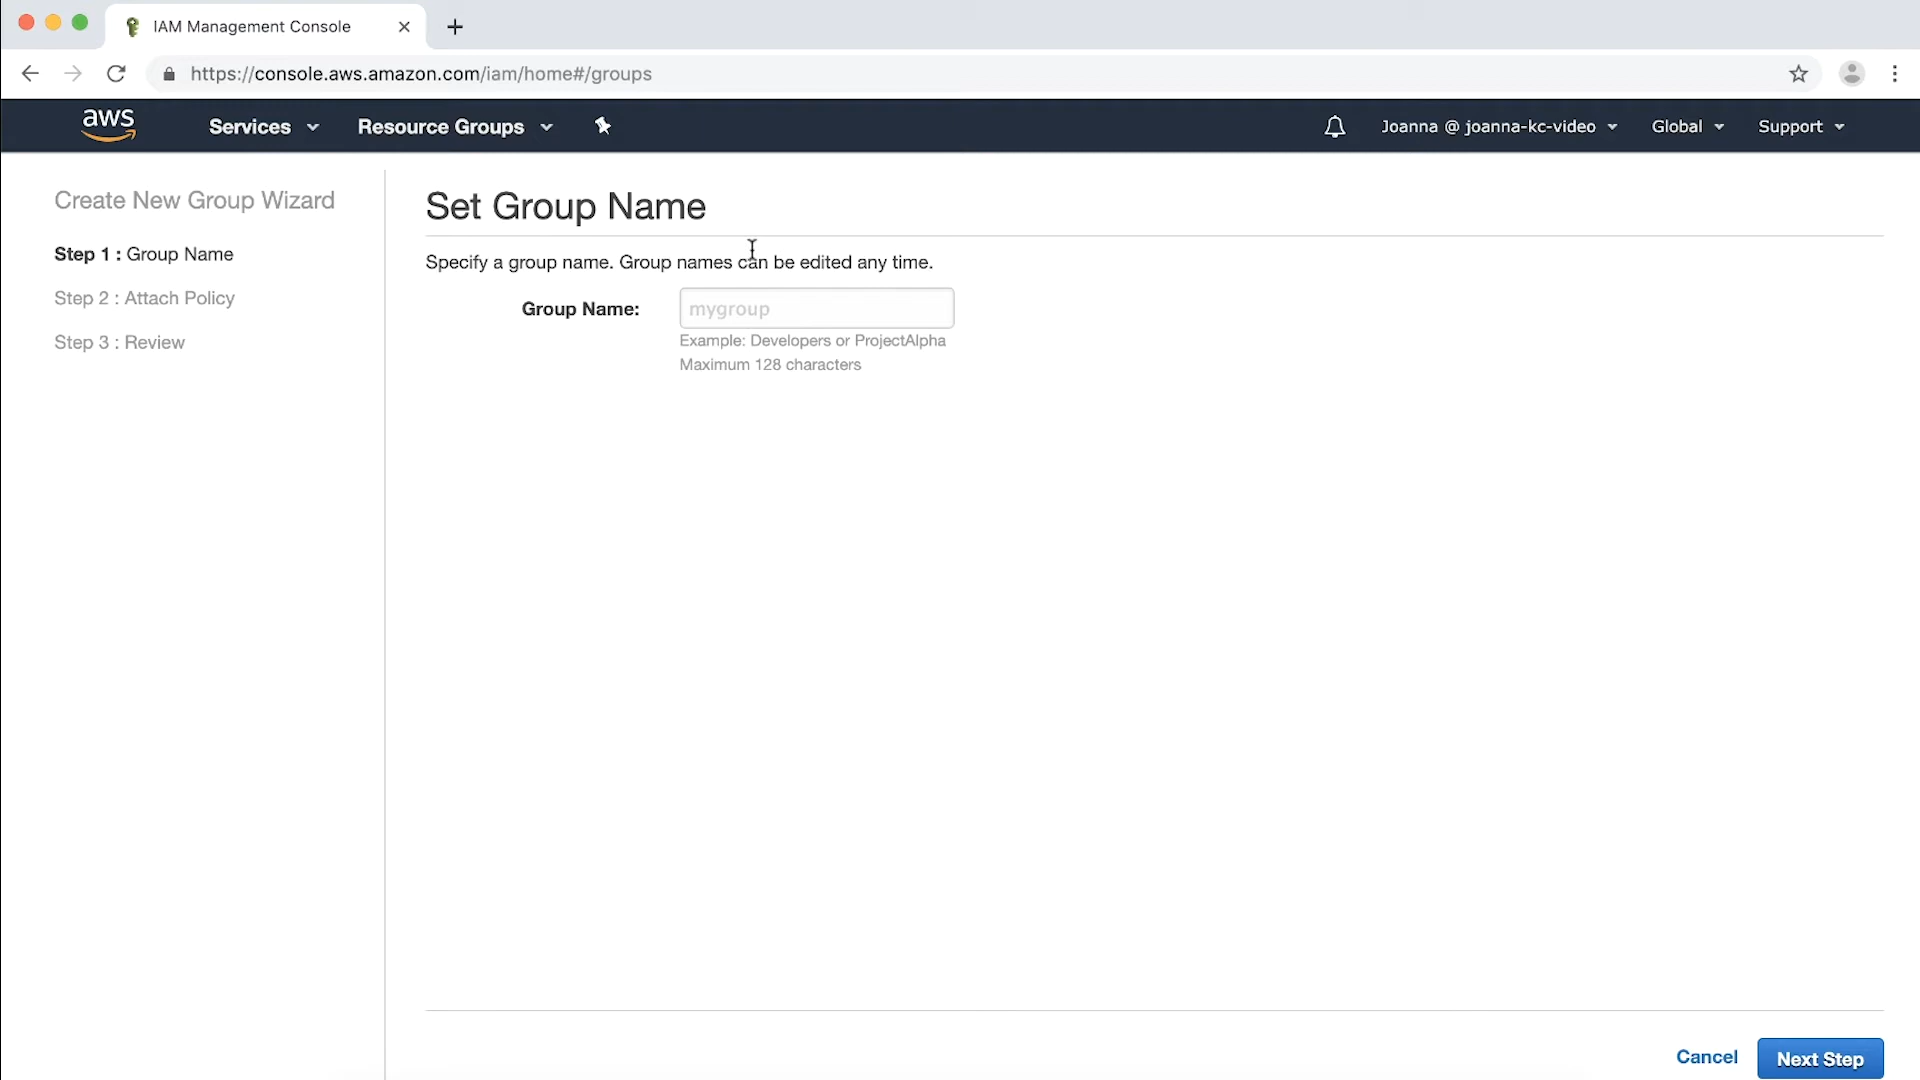 IAM Management Console
https://console.aws.amazon.com/iam/home#/groups
aws Services Resource Groups Joanna @ joanna-kc-video Global Support
Create New Group Wizard
Step 1 : Group Name
Step 2 : Attach Policy
Step 3 : Review
Set Group Name
Specify a group name. Group names can be edited any time.
Group Name: mygroup
Example: Developers or ProjectAlpha
Maximum 128 characters
Cancel Next Step